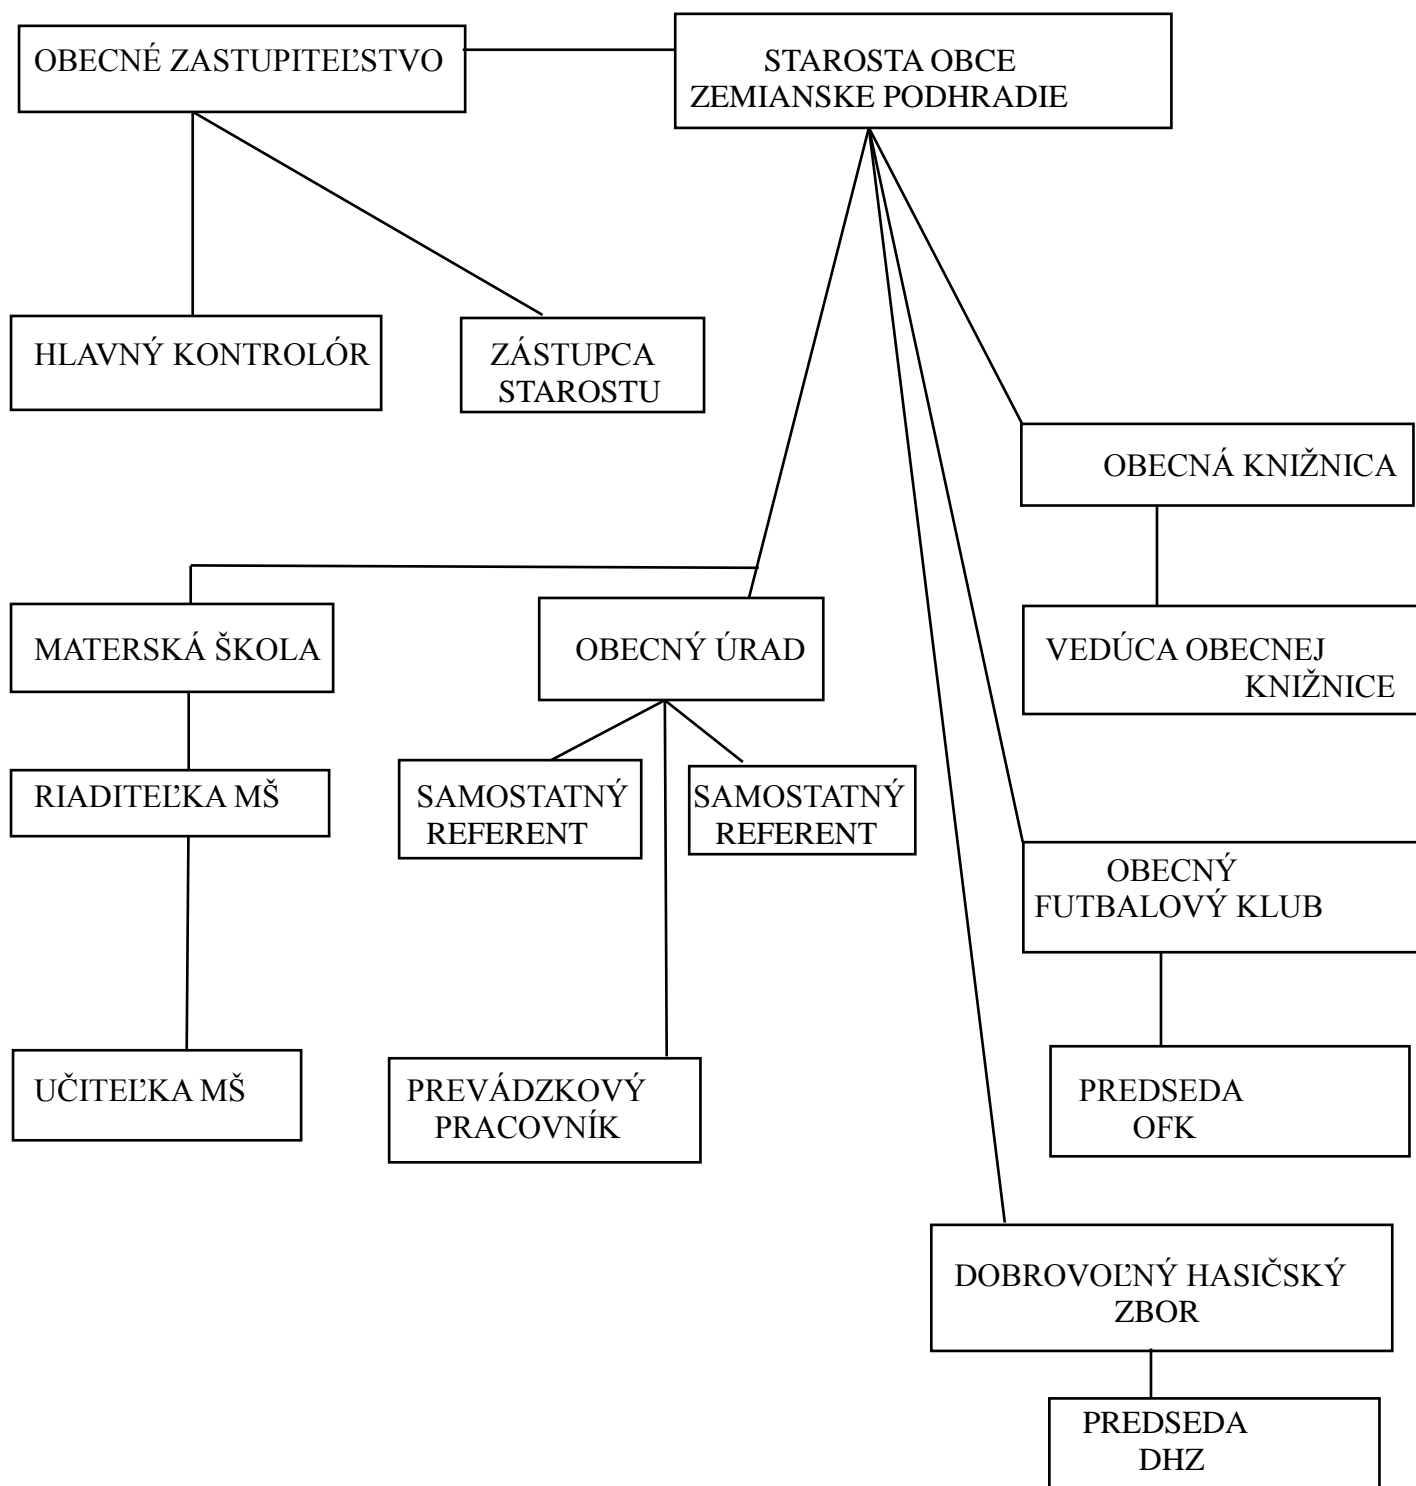 OBECNÉ ZASTUPITEĽSTVO
STAROSTA OBCE
ZEMIANSKE PODHRADIE
HLAVNÝ KONTROLÓR
ZÁSTUPCA
STAROSTU
OBECNÁ KNIŽNICA
VEDÚCA OBECNEJ
KNIŽNICE
MATERSKÁ ŠKOLA
OBECNÝ ÚRAD
RIADITEĽKA MŠ
SAMOSTATNÝ
REFERENT
SAMOSTATNÝ
REFERENT
OBECNÝ
FUTBALOVÝ KLUB
UČITEĽKA MŠ
PREVÁDZKOVÝ
PRACOVNÍK
PREDSEDA
OFK
DOBROVOĽNÝ HASIČSKÝ
ZBOR
PREDSEDA
DHZ